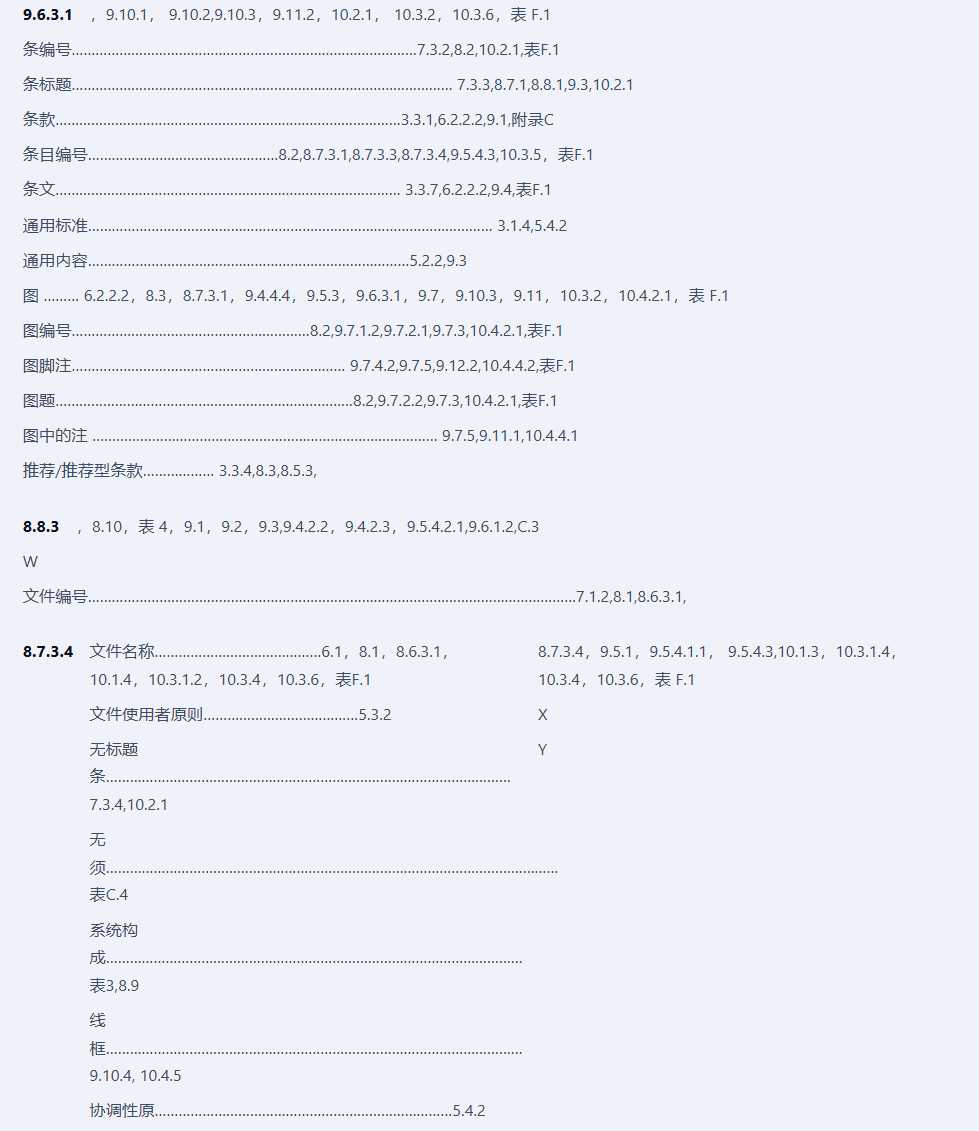 9.6.3.1 ，9.10.1， 9.10.2,9.10.3，9.11.2，10.2.1， 10.3.2，10.3.6，表 F.1
条编号.....................................................................................7.3.2,8.2,10.2.1,表F.1
条标题.............................................................................................. 7.3.3,8.7.1,8.8.1,9.3,10.2.1
条款.....................................................................................3.3.1,6.2.2.2,9.1,附录C
条目编号...............................................8.2,8.7.3.1,8.7.3.3,8.7.3.4,9.5.4.3,10.3.5，表F.1
条文..................................................................................... 3.3.7,6.2.2.2,9.4,表F.1
通用标准.................................................................................................... 3.1.4,5.4.2
通用内容...............................................................................5.2.2,9.3
图 ......... 6.2.2.2，8.3，8.7.3.1，9.4.4.4，9.5.3，9.6.3.1，9.7，9.10.3，9.11，10.3.2，10.4.2.1，表 F.1
图编号...........................................................8.2,9.7.1.2,9.7.2.1,9.7.3,10.4.2.1,表F.1
图脚注.................................................................... 9.7.4.2,9.7.5,9.12.2,10.4.4.2,表F.1
图题..........................................................................8.2,9.7.2.2,9.7.3,10.4.2.1,表F.1
图中的注 ...................................................................................... 9.7.5,9.11.1,10.4.4.1
推荐/推荐型条款.................. 3.3.4,8.3,8.5.3,
8.8.3 ，8.10，表 4，9.1，9.2，9.3,9.4.2.2，9.4.2.3，9.5.4.2.1,9.6.1.2,C.3
W
文件编号.........................................................................................................................7.1.2,8.1,8.6.3.1,
8.7.3.4 文件名称.........................................6.1，8.1，8.6.3.1，
10.1.4，10.3.1.2，10.3.4，10.3.6，表F.1
文件使用者原则......................................5.3.2
无标题
条....................................................................................................
7.3.4,10.2.1
无
须................................................................................................................
表C.4
系统构
成.......................................................................................................
表3,8.9
线
框.......................................................................................................
9.10.4, 10.4.5
协调性原..........................................................................5.4.2
8.7.3.4，9.5.1，9.5.4.1.1， 9.5.4.3,10.1.3，10.3.1.4，
10.3.4，10.3.6，表 F.1
X
Y